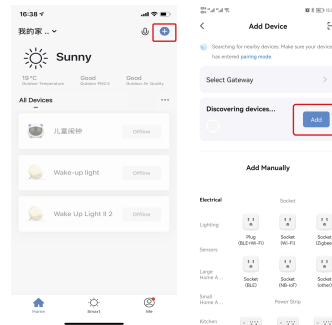 16:38
我的家 ..
Sunny
19°C
Good
Good
Outdoor Temperature
Outdoor PM2.5
Outdoor Air Quality
All Devices
儿童闹钟
Offline
Wake-up light
Offline
Wake Up Light II 2
Offline
Home
Smart
Me
Add Device
Searching for nearby devices. Make sure your device
has entered pairing mode.
Select Gateway
Discovering devices...
Add
Add Manually
Electrical
Lighting
Sensors
Large
Home A...
Small
Home A...
Kitchen
Socket
Plug
(BLE+Wi-Fi)
Socket
(Wi-Fi)
Socket
(Zigbee
Socket
(BLE)
Socket
(NB-IoT)
Socket
(other)
Power Strip